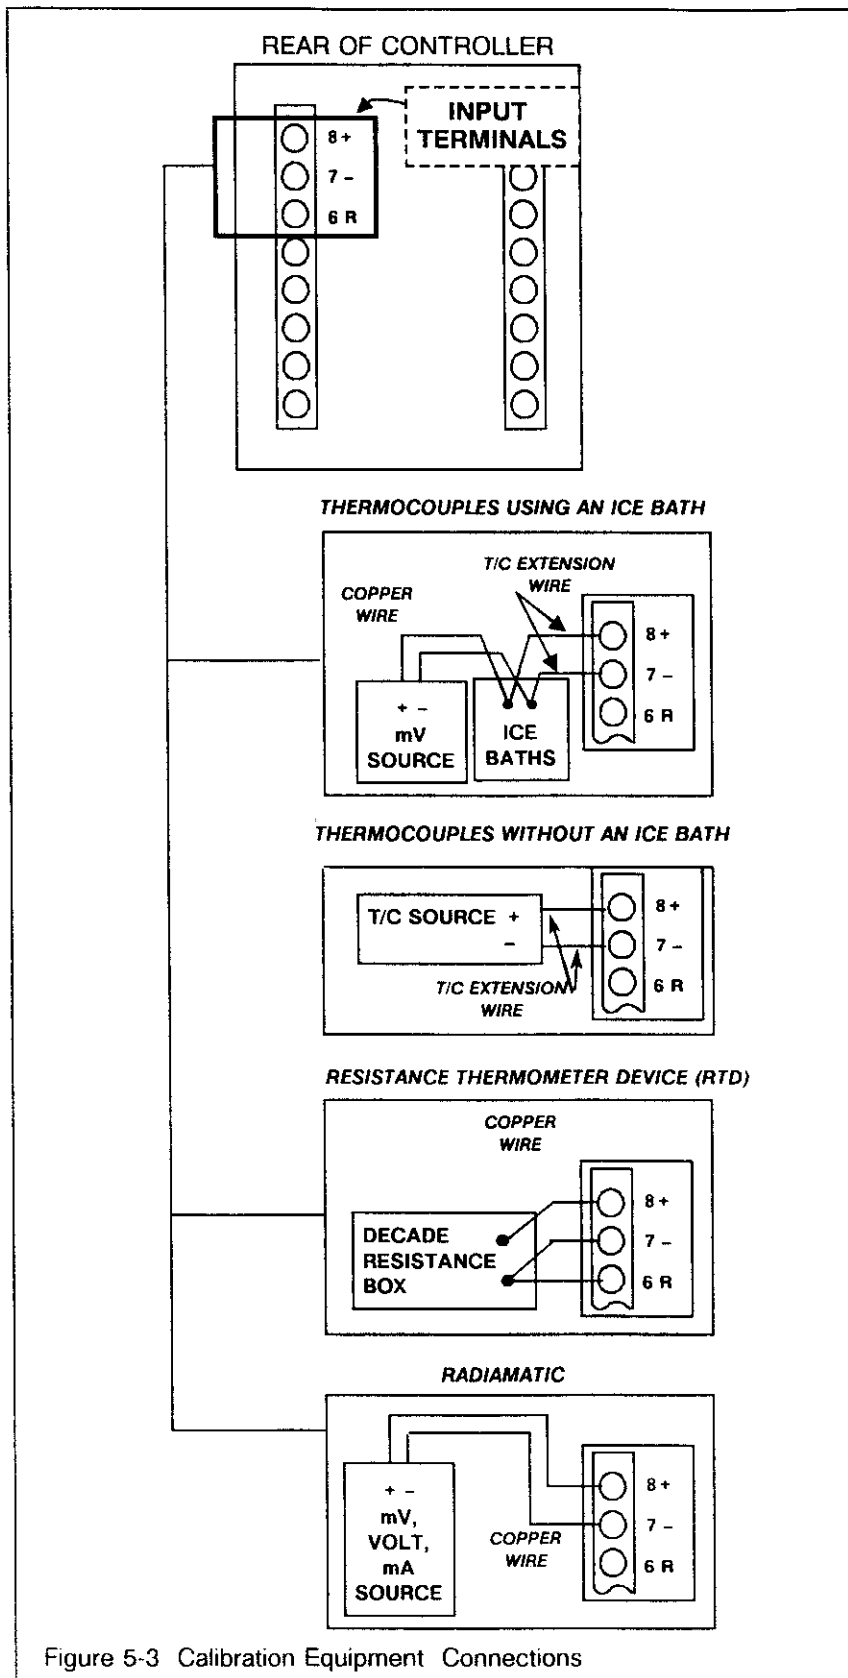 REAR OF CONTROLLER
INPUT
TERMINALS
8 +
7 –
6 R
THERMOCOUPLES USING AN ICE BATH
T/C EXTENSION
WIRE
COPPER
WIRE
8 +
7 –
6 R
+ –
mV
SOURCE
ICE
BATHS
THERMOCOUPLES WITHOUT AN ICE BATH
T/C SOURCE +
–
8 +
7 –
6 R
T/C EXTENSION
WIRE
RESISTANCE THERMOMETER DEVICE (RTD)
COPPER
WIRE
DECADE
RESISTANCE
BOX
8 +
7 –
6 R
RADIAMATIC
+ –
mV,
VOLT,
mA
SOURCE
COPPER
WIRE
8 +
7 –
6 R
Figure 5-3 Calibration Equipment Connections